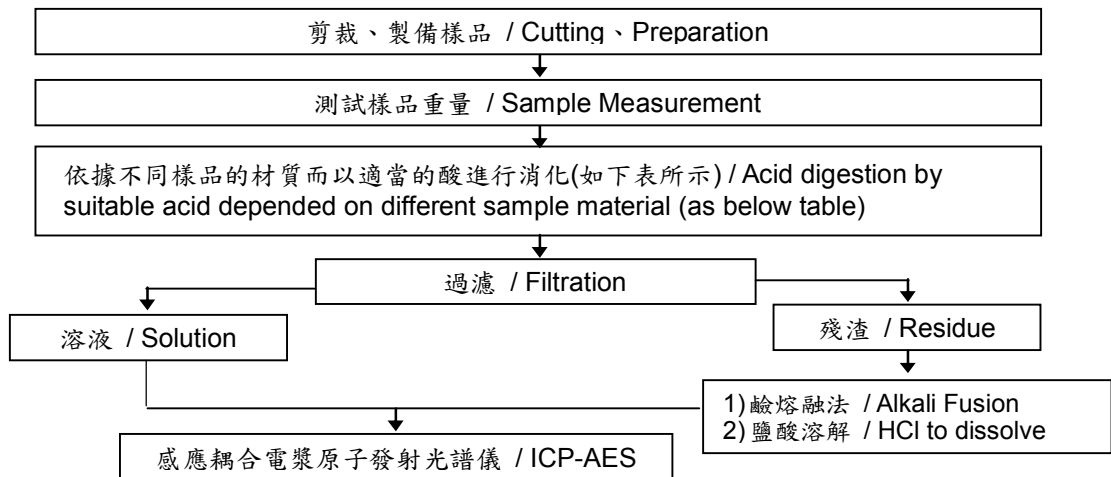 剪裁、製備樣品 / Cutting、Preparation
測試樣品重量 / Sample Measurement
依據不同樣品的材質而以適當的酸進行消化(如下表所示) / Acid digestion by
suitable acid depended on different sample material (as below table)
過濾 / Filtration
溶液 / Solution
殘渣 / Residue
1)鹼熔融法 / Alkali Fusion
2)鹽酸溶解 / HCl to dissolve
感應耦合電漿原子發射光譜儀 / ICP-AES